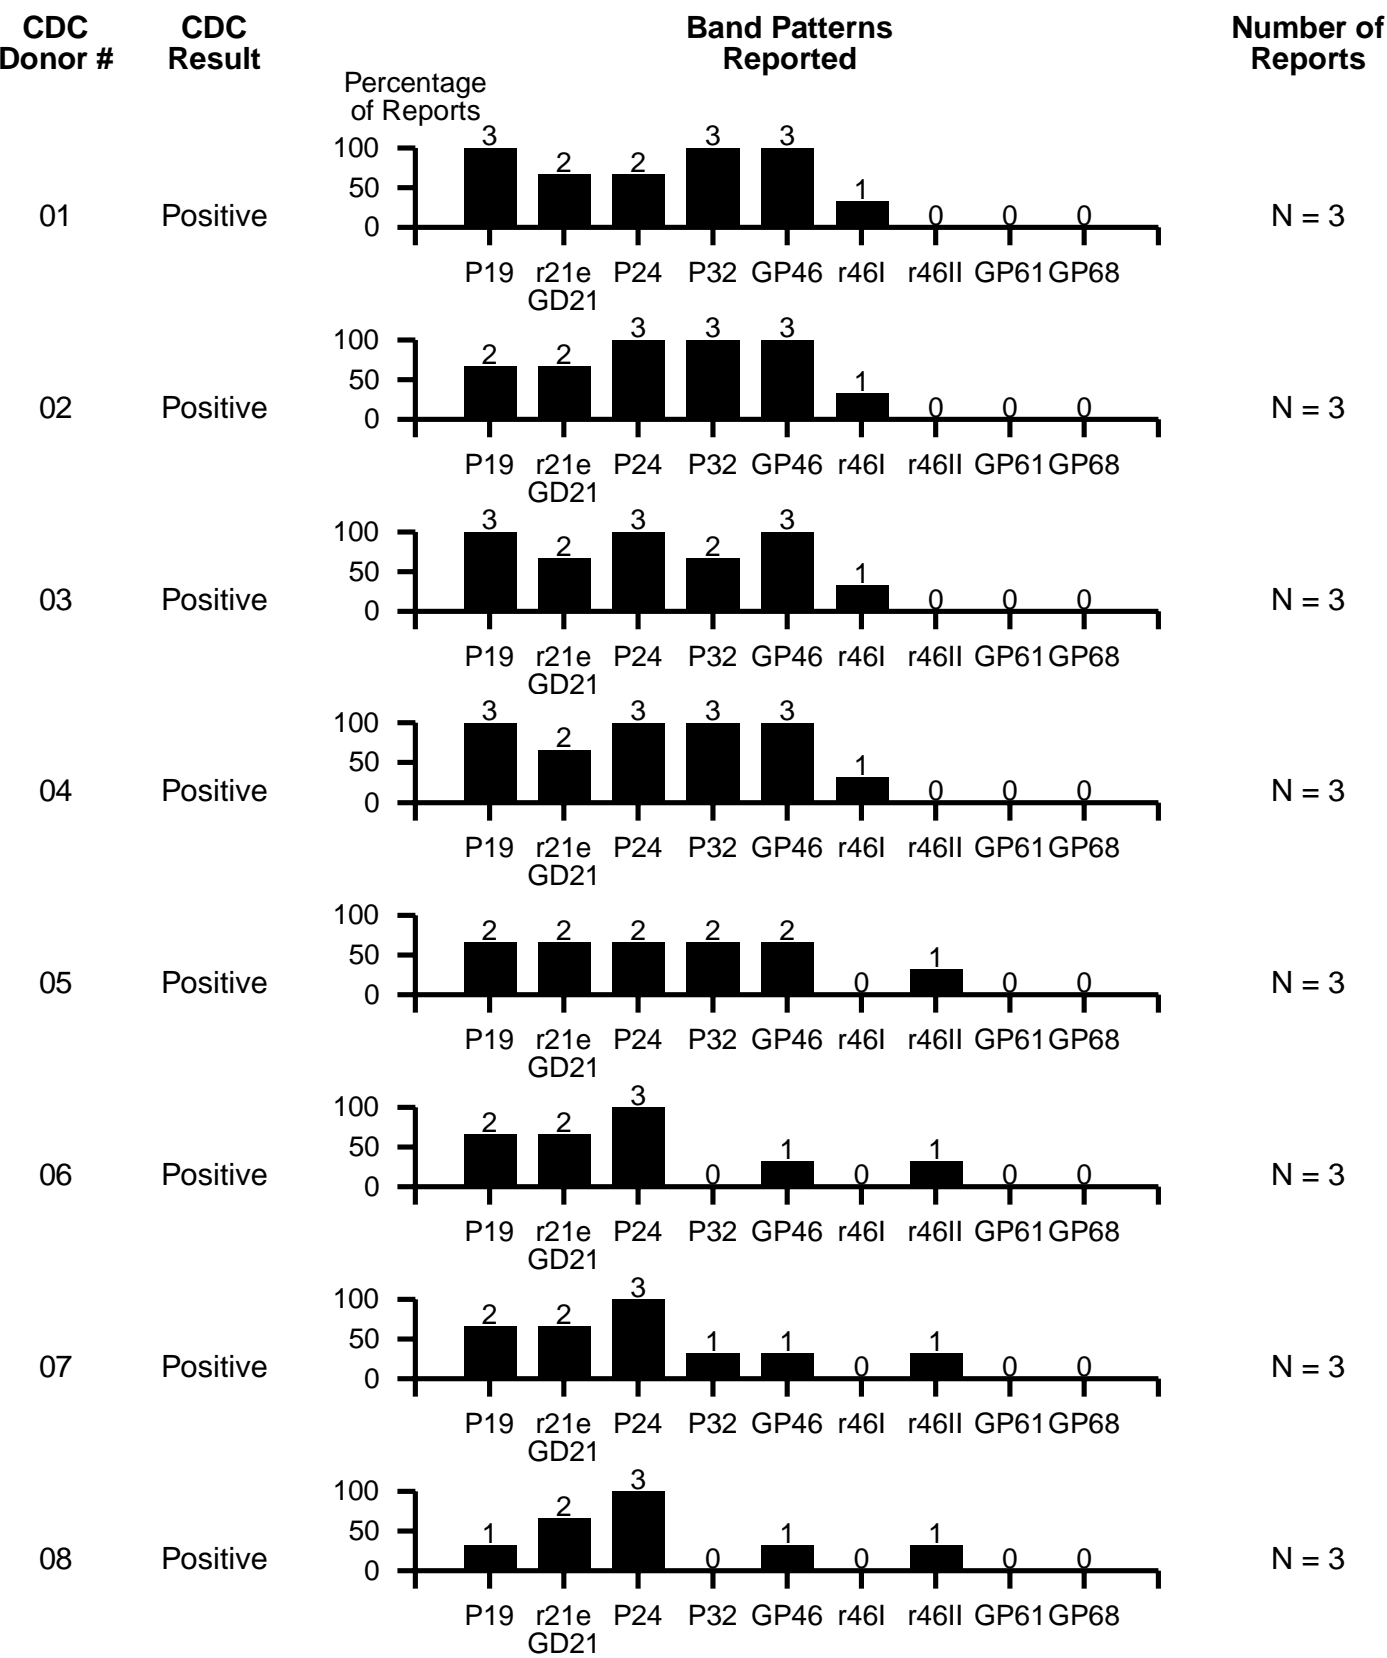 CDC CDC Band Patterns Number of
Donor # Result Reported Reports
Percentage
of Reports
3 2 2 3 3 1 0 0 0
100
50
0
01 Positive N = 3
P19 r21e P24 P32 GP46 r46I r46II GP61 GP68
GD21
2 2 3 3 3 1 0 0 0
100
50
0
02 Positive N = 3
P19 r21e P24 P32 GP46 r46I r46II GP61 GP68
GD21
3 2 3 2 3 1 0 0 0
100
50
0
03 Positive N = 3
P19 r21e P24 P32 GP46 r46I r46II GP61 GP68
GD21
3 2 3 3 3 1 0 0 0
100
50
0
04 Positive N = 3
P19 r21e P24 P32 GP46 r46I r46II GP61 GP68
GD21
2 2 2 2 2 0 1 0 0
100
50
0
05 Positive N = 3
P19 r21e P24 P32 GP46 r46I r46II GP61 GP68
GD21
2 2 3 0 1 0 1 0 0
100
50
0
06 Positive N = 3
P19 r21e P24 P32 GP46 r46I r46II GP61 GP68
GD21
2 2 3 1 1 0 1 0 0
100
50
0
07 Positive N = 3
P19 r21e P24 P32 GP46 r46I r46II GP61 GP68
GD21
1 2 3 0 1 0 1 0 0
100
50
0
08 Positive N = 3
P19 r21e P24 P32 GP46 r46I r46II GP61 GP68
GD21